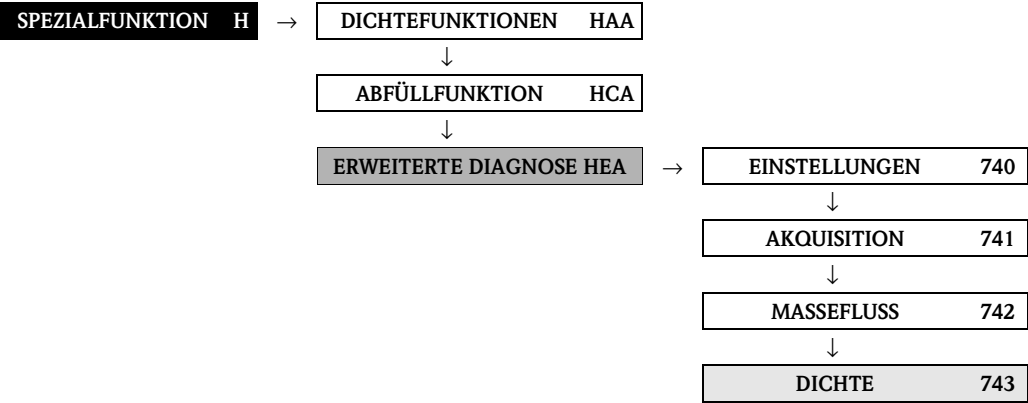 SPEZIALFUNKTION H → DICHTEFUNKTIONEN HAA
↓
ABFÜLLFUNKTION HCA
↓
ERWEITERTE DIAGNOSE HEA → EINSTELLUNGEN 740
↓
AKQUISITION 741
↓
MASSEFLUSS 742
↓
DICHTE 743